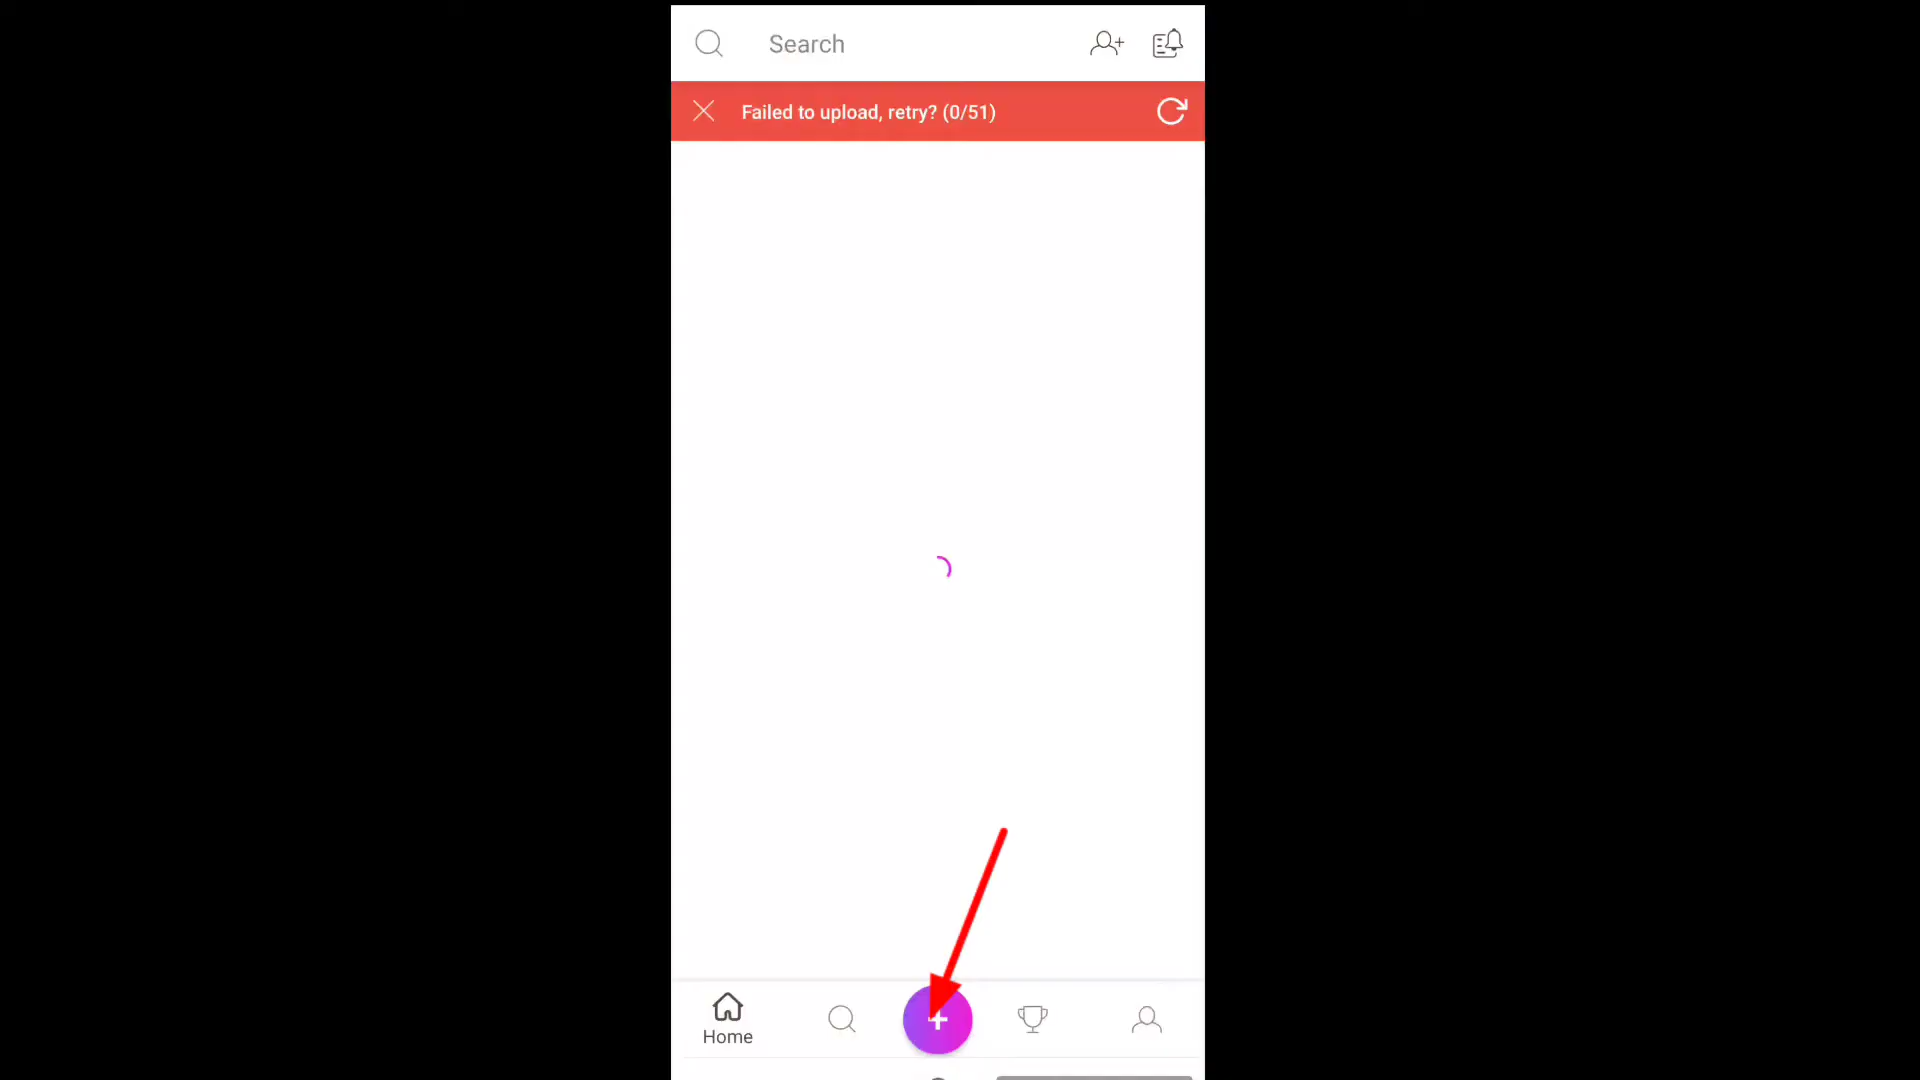 Search
Failed to upload, retry? (0/51)
Home